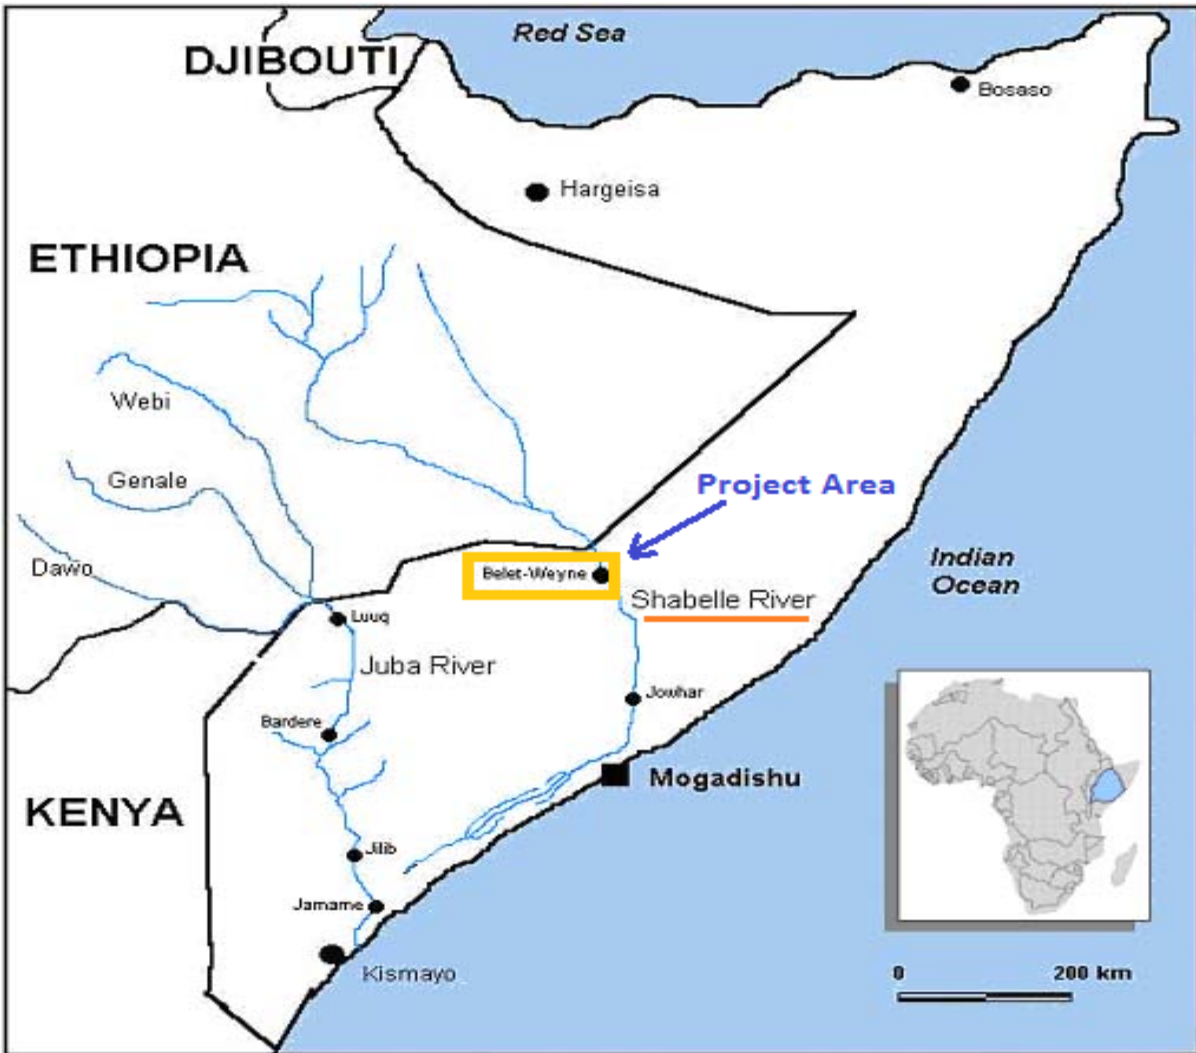 Red Sea
DJIBOUTI
Bosaso
Hargeisa
ETHIOPIA
Webi
Project Area
Genale
Indian
Ocean
Dawo
Belet-Weyne
Shabelle River
Luuq
Juba River
Jowhar
Bardere
Mogadishu
KENYA
Jilib
Jamame
Kismayo
0 200 km